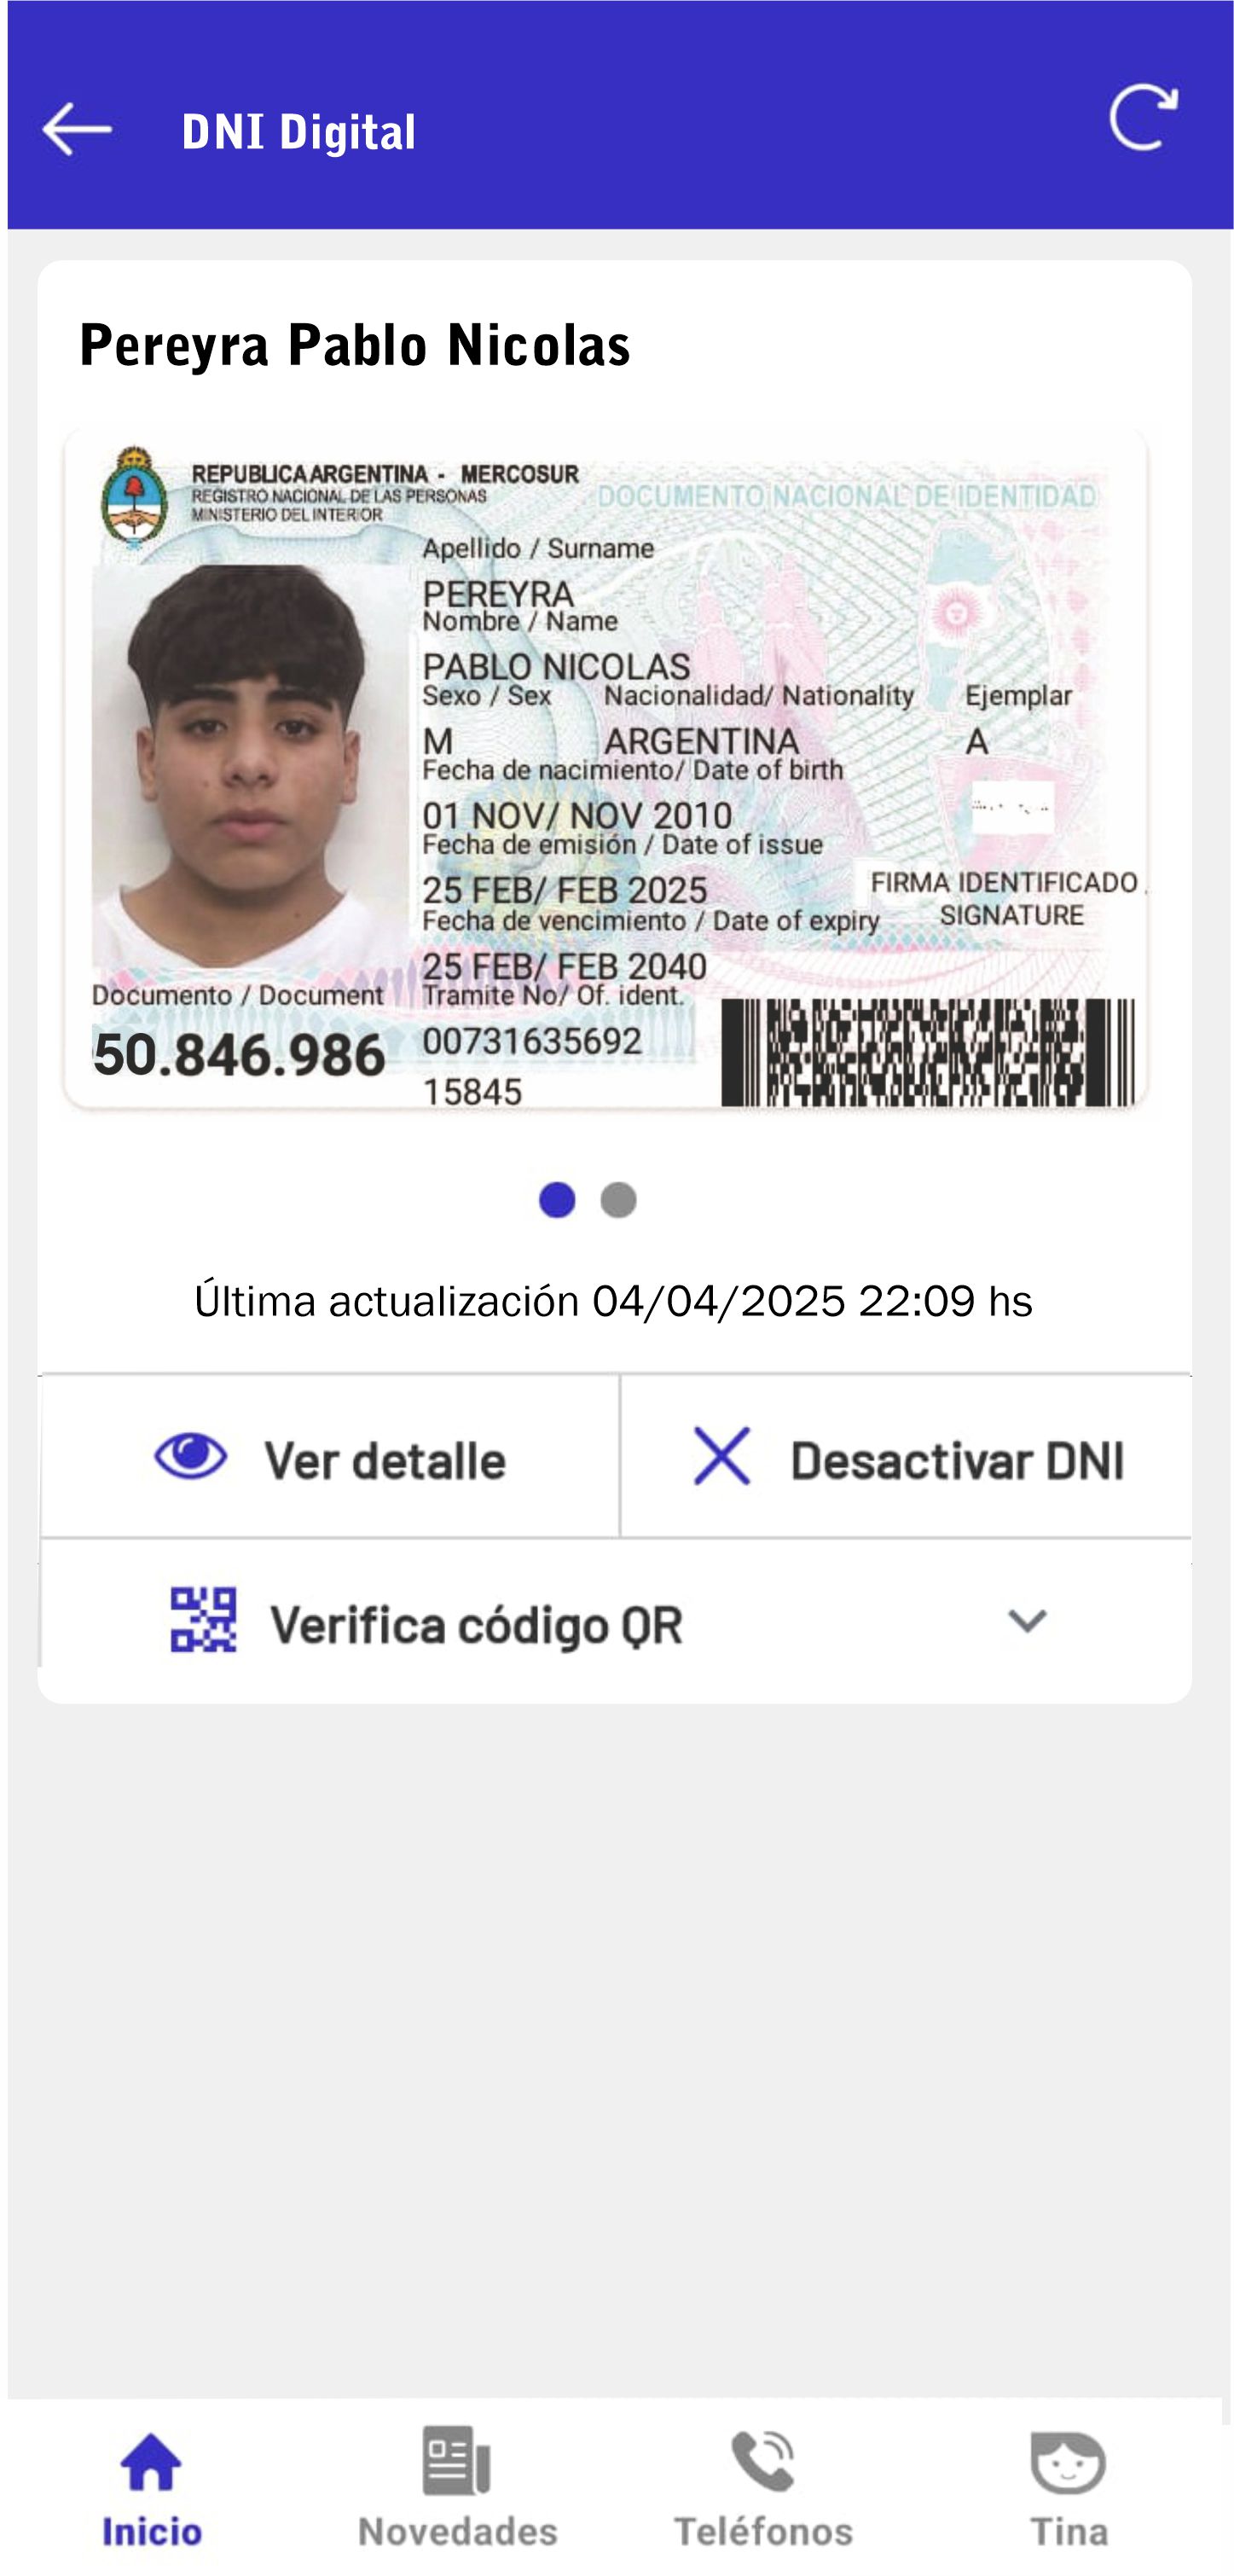 DNI Digital
Pereyra Pablo Nicolas
REPUBLICA ARGENTINA - MERCOSUR
REGISTRO NACIONAL DE LAS PERSONAS
MINISTERIO DEL INTERIOR
DOCUMENTO NACIONAL DE IDENTIDAD
Apellido / Surname
PEREYRA
Nombre / Name
PABLO NICOLAS
Sexo / Sex Nacionalidad/ Nationality Ejemplar
M ARGENTINA A
Fecha de nacimiento/ Date of birth
01 NOV/ NOV 2010
Fecha de emisión / Date of issue
25 FEB/ FEB 2025
Fecha de vencimiento / Date of expiry
25 FEB/ FEB 2040
FIRMA IDENTIFICADO
SIGNATURE
Documento / Document
50.846.986
Tramite No/ Of. ident.
00731635692
15845
Última actualización 04/04/2025 22:09 hs
Ver detalle
Desactivar DNI
Verifica código QR
Inicio
Novedades
Teléfonos
Tina